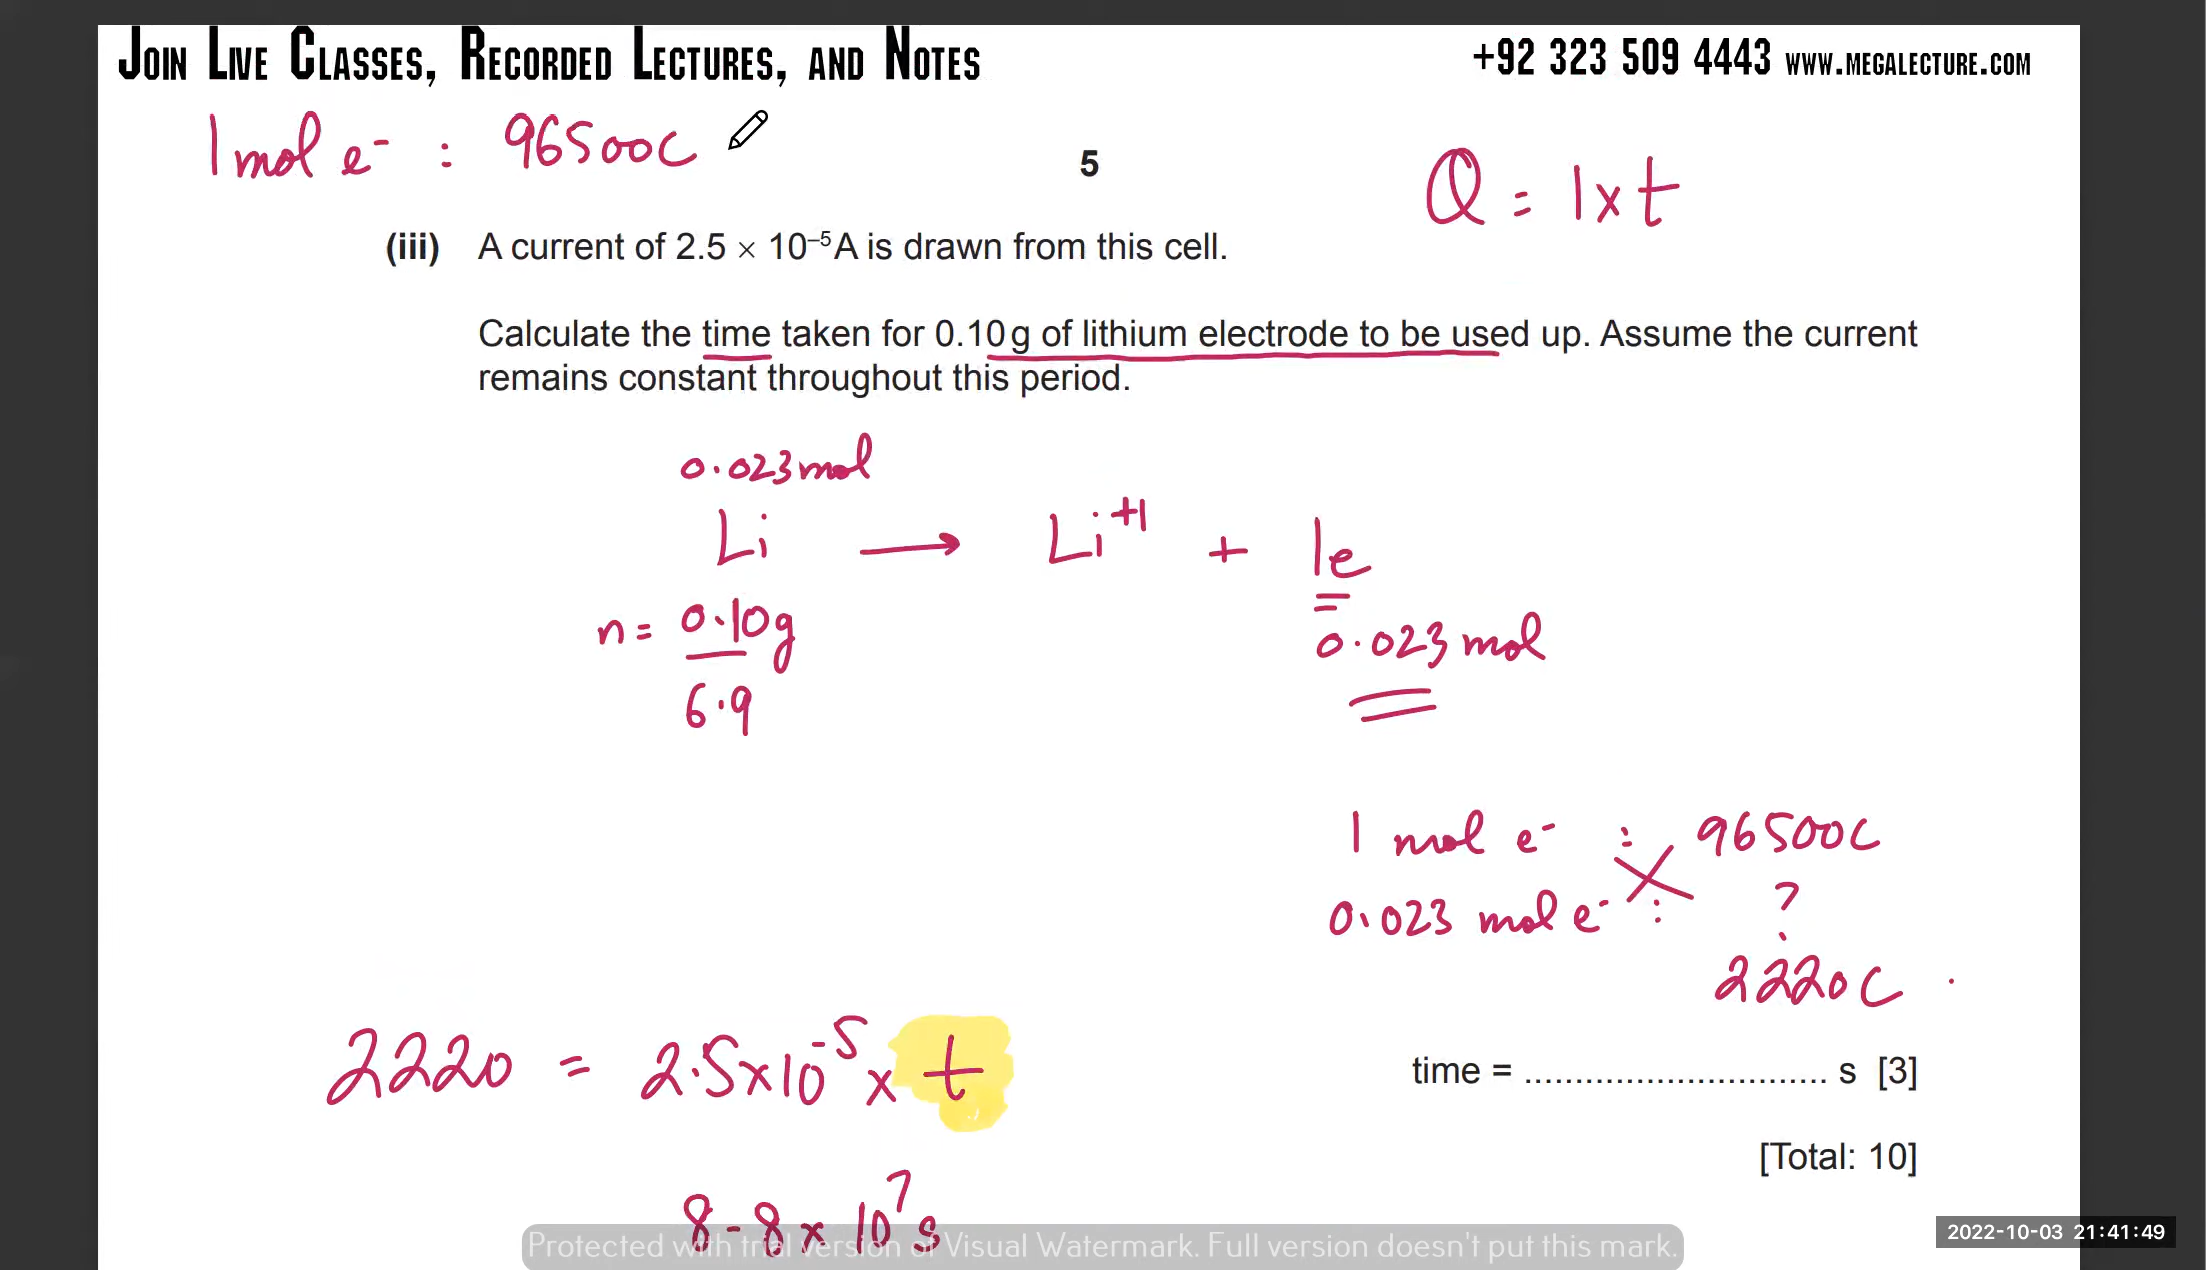 JOIN LIVE CLASSES, RECORDED LECTURES, AND NOTES
+92 323 509 4443 WWW.MEGALECTURE.COM
1 mol e⁻ : 96500C
5
Q = I x t
(iii) A current of 2.5 × 10⁻⁵A is drawn from this cell.
Calculate the time taken for 0.10g of lithium electrode to be used up. Assume the current
remains constant throughout this period.
0.023 mol
Li → Li⁺¹ + 1e
n = 0.10g
6.9
0.023 mol
1 mol e⁻ : 96500C
0.023 mol e⁻ : ?
2220C
2220 = 2.5x10⁻⁵ x t
time = .............................. s [3]
[Total: 10]
8.8 x 10⁷ s
Protected with trial version of Visual Watermark. Full version doesn't put this mark.
2022-10-03 21:41:49